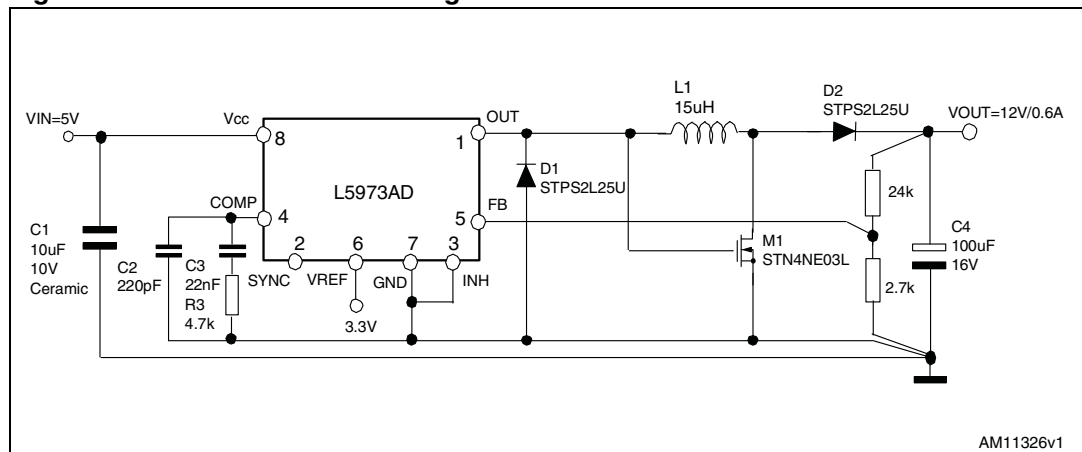 L1
15uH
D2
STPS2L25U
VIN=5V
Vcc
OUT
VOUT=12V/0.6A
8
1
D1
STPS2L25U
L5973AD
24k
COMP
FB
4
5
C1
10uF
10V
Ceramic
C2
220pF
C3
22nF
R3
4.7k
2
6
7
3
SYNC
VREF
GND
INH
3.3V
M1
STN4NE03L
2.7k
C4
100uF
16V
AM11326v1